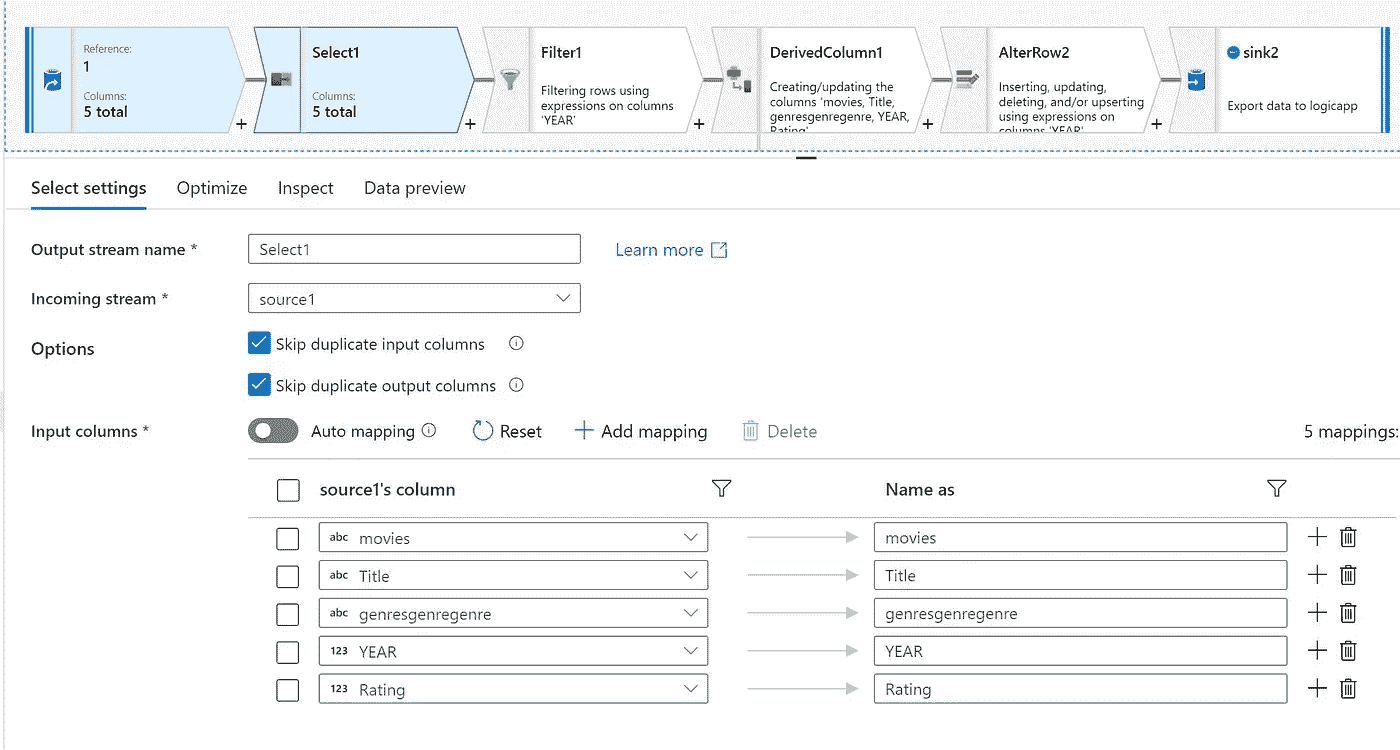 Reference:
1
Columns:
5 total
Select1
Columns:
5 total
Filter1
Filtering rows using
expressions on columns
'YEAR'
DerivedColumn1
Creating/updating the
columns 'movies, Title,
genresgenregenre, YEAR,
Rating'
AlterRow2
Inserting, updating,
deleting, and/or upserting
using expressions on
columns 'YEAR'
sink2
Export data to logicapp
+ + + + +
Select settings Optimize Inspect Data preview
Output stream name * Select1 Learn more
Incoming stream * source1
Options Skip duplicate input columns
Skip duplicate output columns
Input columns * Auto mapping Reset + Add mapping Delete 5 mappings:
source1's column Name as
abc movies movies
abc Title Title
abc genresgenregenre genresgenregenre
123 YEAR YEAR
123 Rating Rating